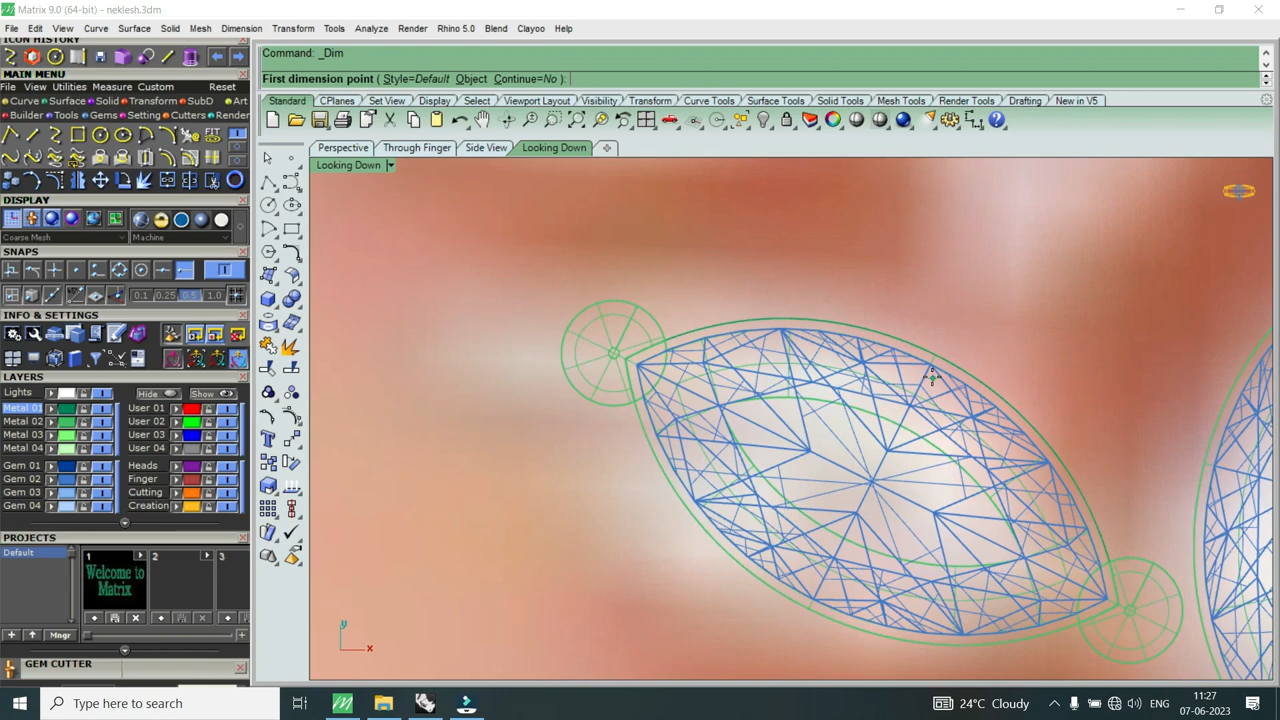 Matrix 9.0 (64-bit) - neklesh.3dm
File Edit View Curve Surface Solid Mesh Dimension Transform Tools Analyze Render Rhino 5.0 Blend Clayoo Help
ICON HISTORY
MAIN MENU
File View Utilities Measure Custom Reset
Curve Surface Solid Transform SubD Art
Builder Tools Gems Setting Cutters Render
DISPLAY
Coarse Mesh Machine
SNAPS
0.1 0.25 0.5 1.0
INFO & SETTINGS
LAYERS
Lights Hide Show
Metal 01 User 01
Metal 02 User 02
Metal 03 User 03
Metal 04 User 04
Gem 01 Heads
Gem 02 Finger
Gem 03 Cutting
Gem 04 Creation
PROJECTS
Default
1 2 3
Welcome to Matrix
Mngr
GEM CUTTER
Command: _Dim
First dimension point ( Style=Default Object Continue=No ):
Standard CPlanes Set View Display Select Viewport Layout Visibility Transform Curve Tools Surface Tools Solid Tools Mesh Tools Render Tools Drafting New in V5
Perspective Through Finger Side View Looking Down
Looking Down
y
x
Type here to search
24°C Cloudy
ENG
11:27
07-06-2023